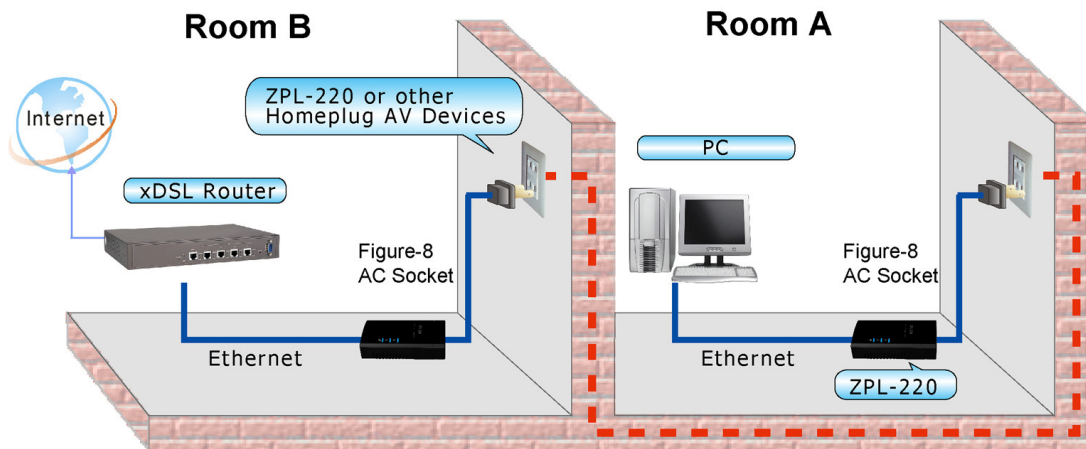 Room B
Room A
ZPL-220 or other
Homeplug AV Devices
Internet
PC
xDSL Router
Figure-8
AC Socket
Figure-8
AC Socket
Ethernet
Ethernet
ZPL-220